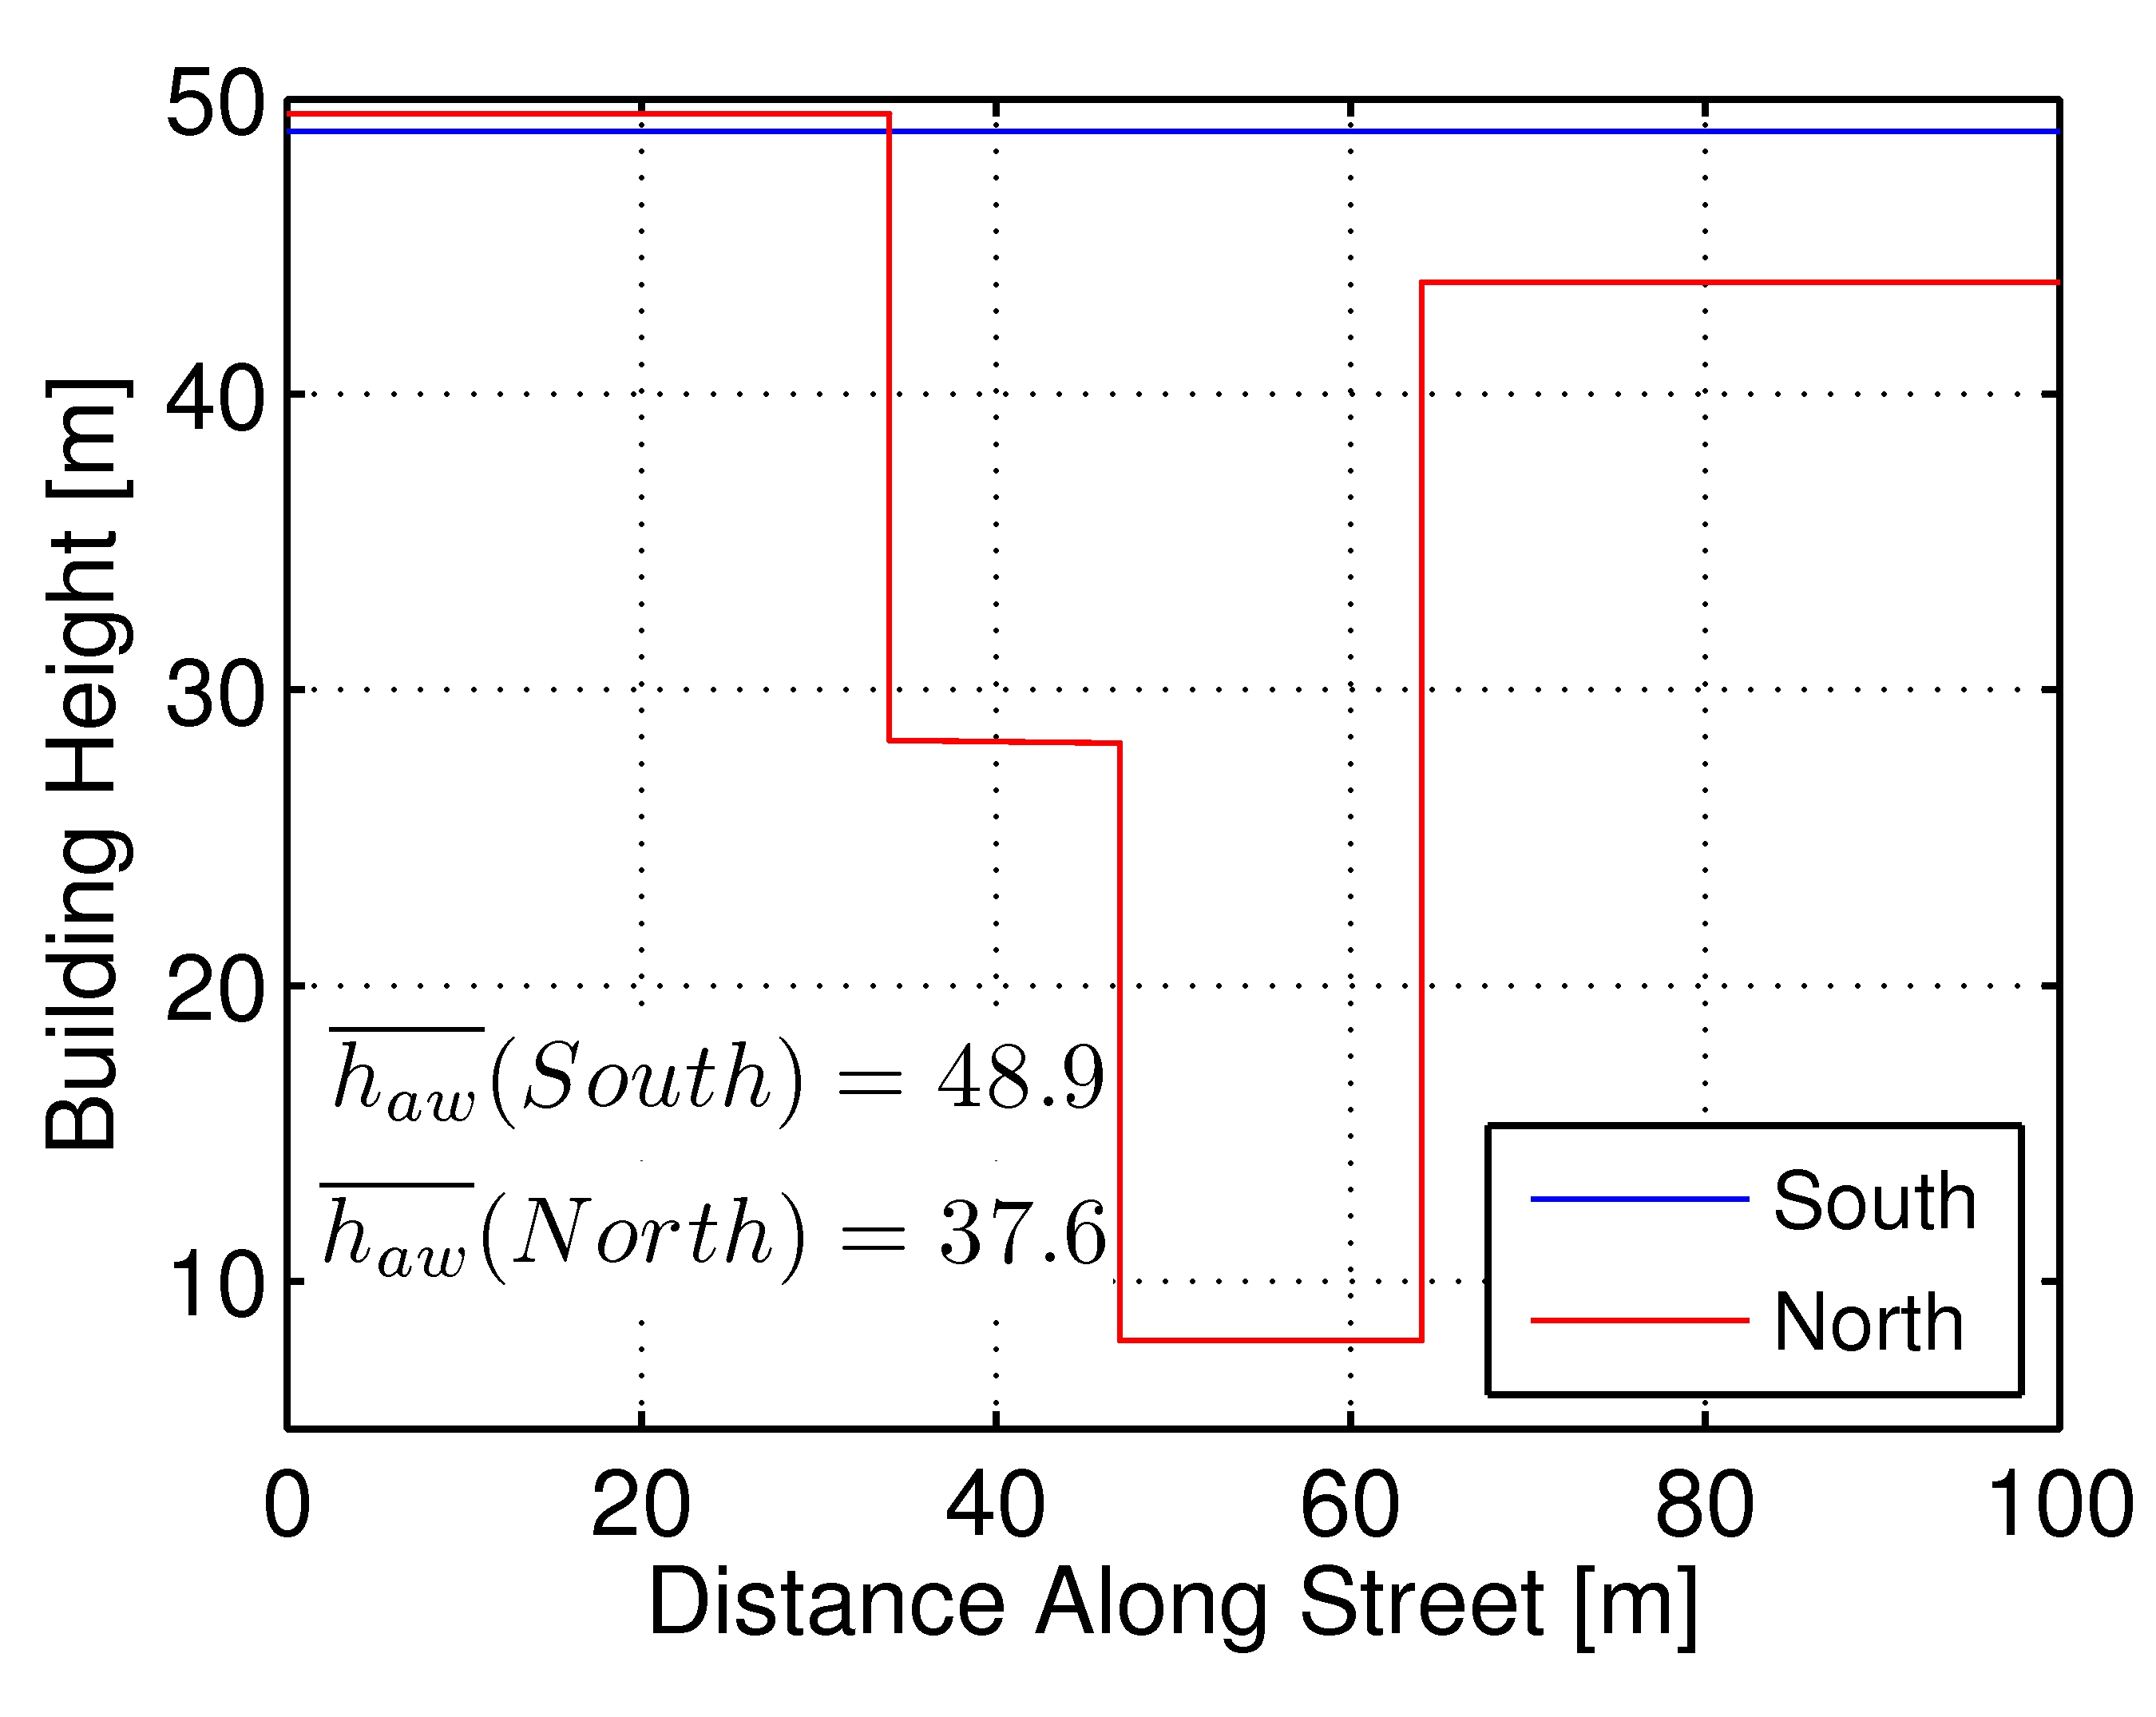 50
40
30
20
10
Building Height [m]
h_aw(South) = 48.9
h_aw(North) = 37.6
South
North
0 20 40 60 80 100
Distance Along Street [m]